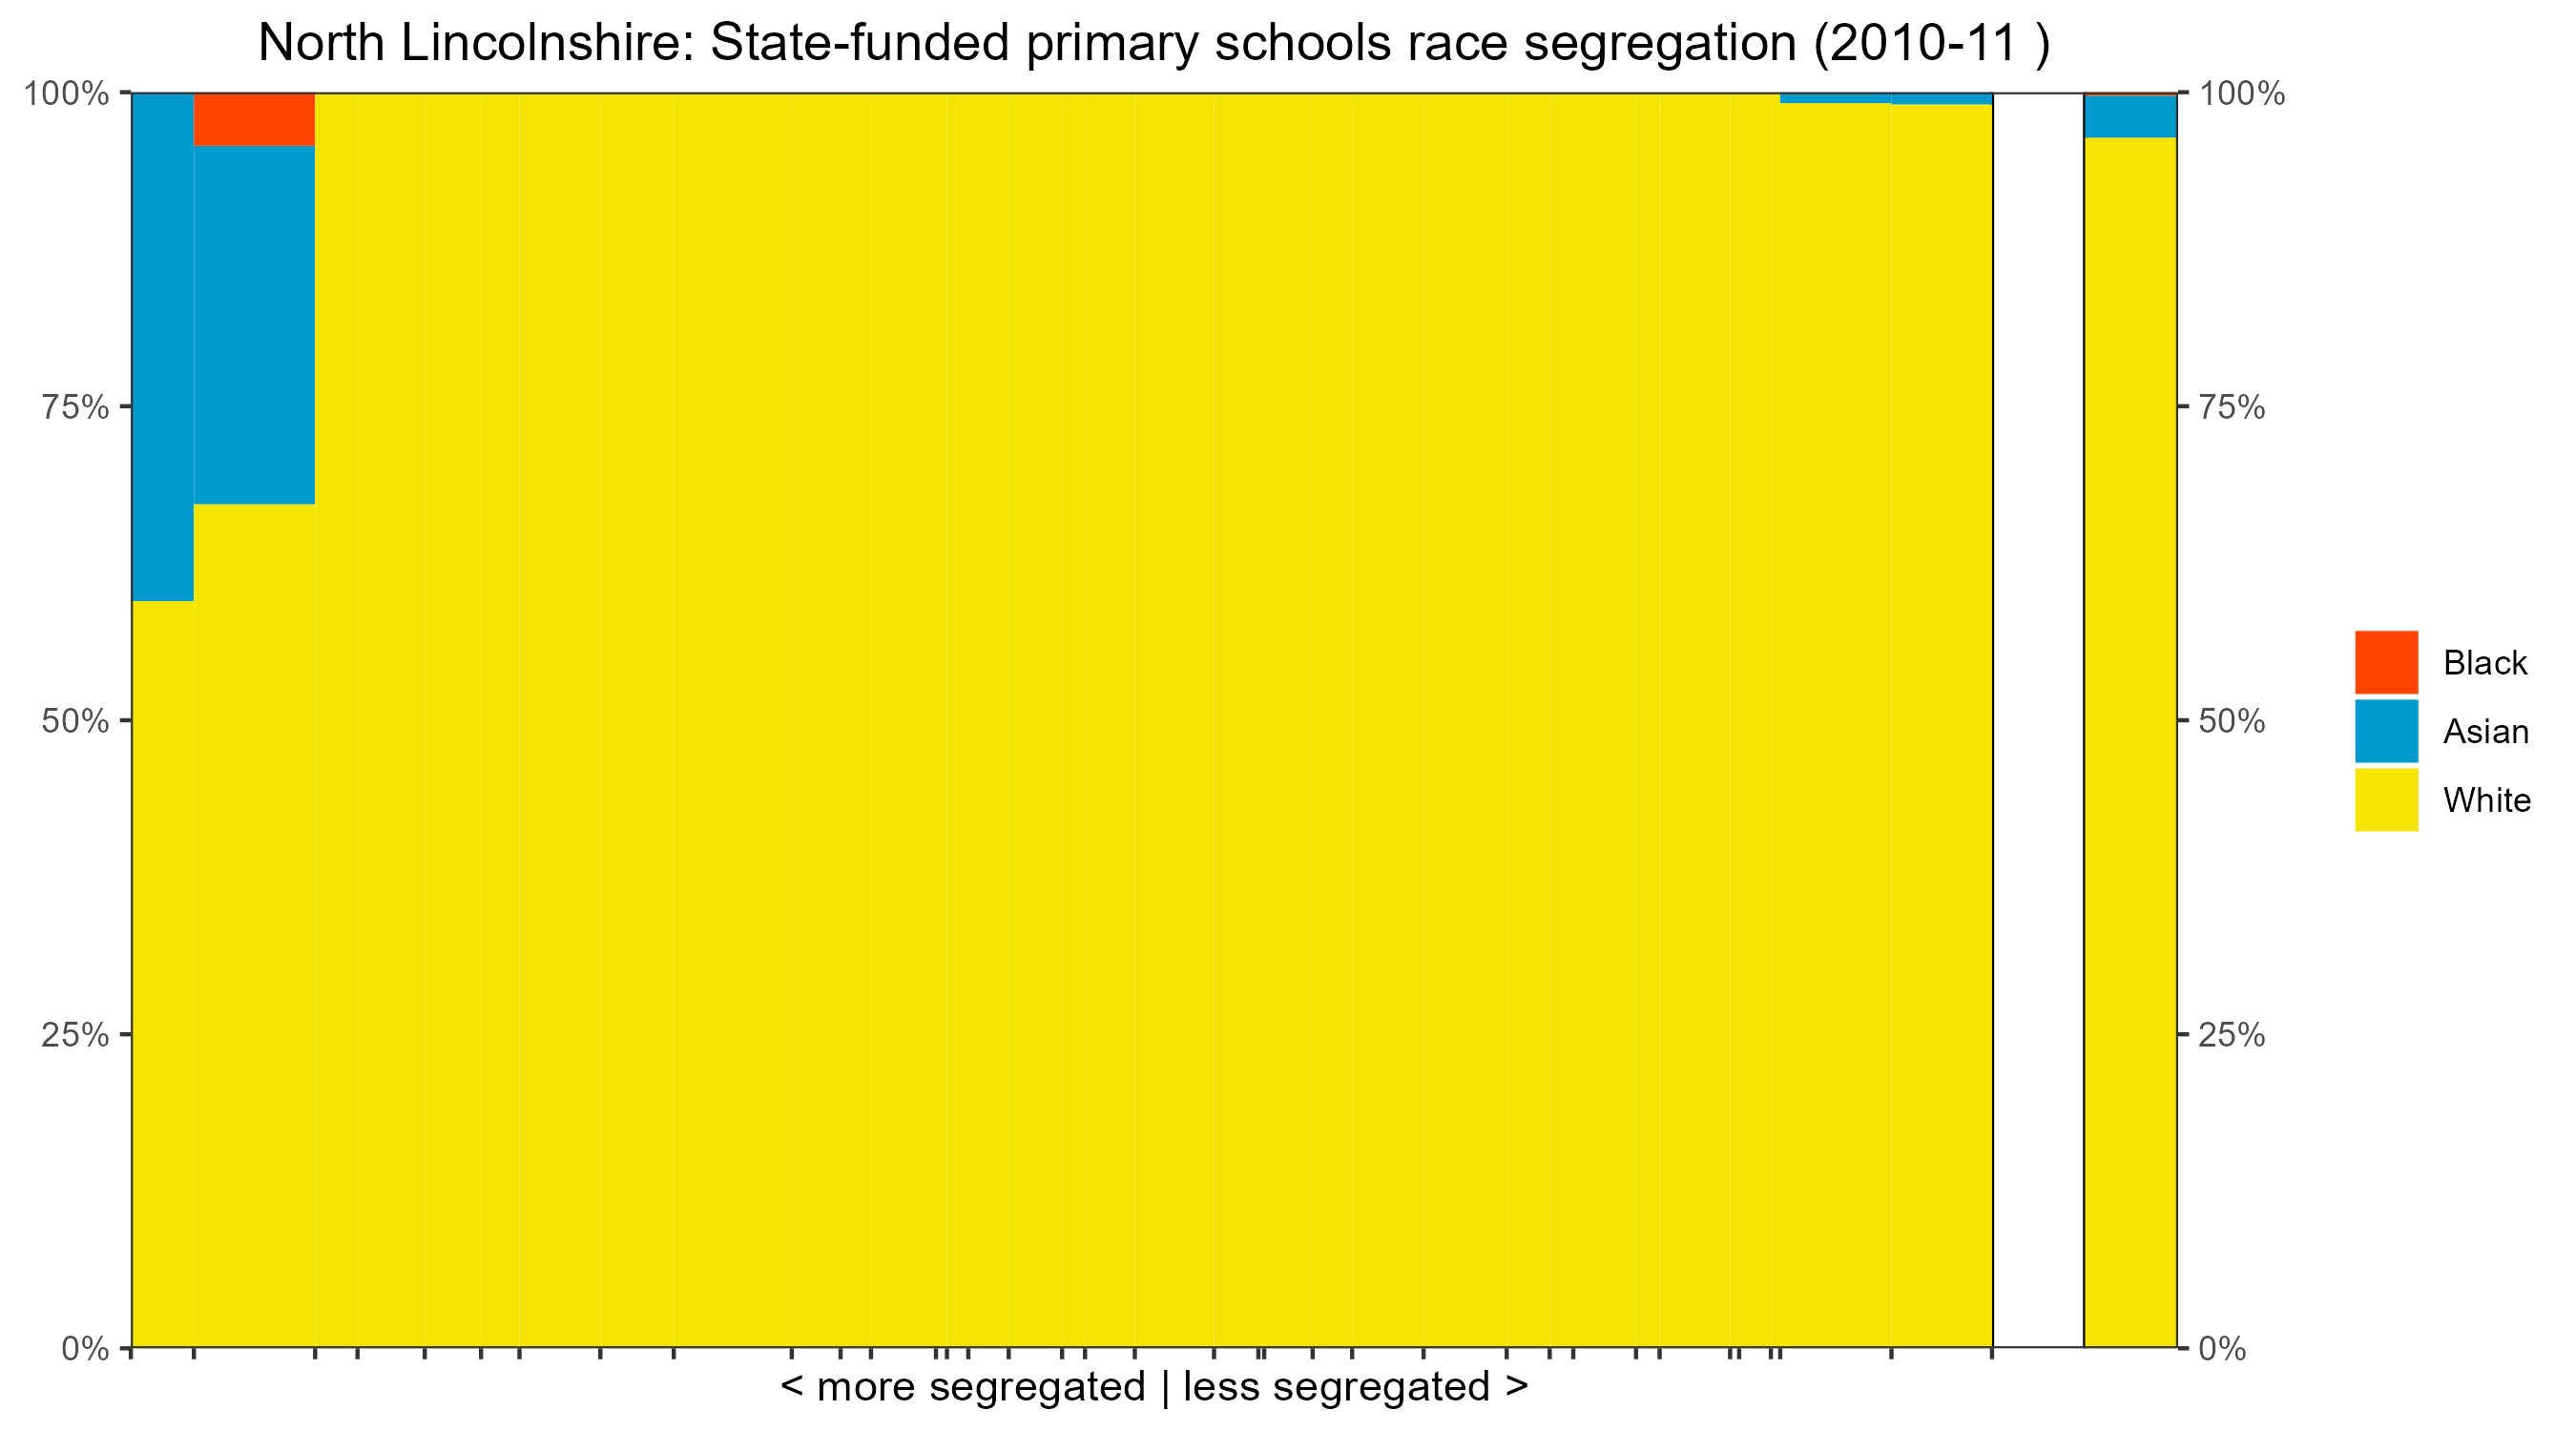 North Lincolnshire: State-funded primary schools race segregation (2010-11 )
100%
75%
50%
25%
0%
100%
75%
50%
25%
0%
Black
Asian
White
< more segregated | less segregated >